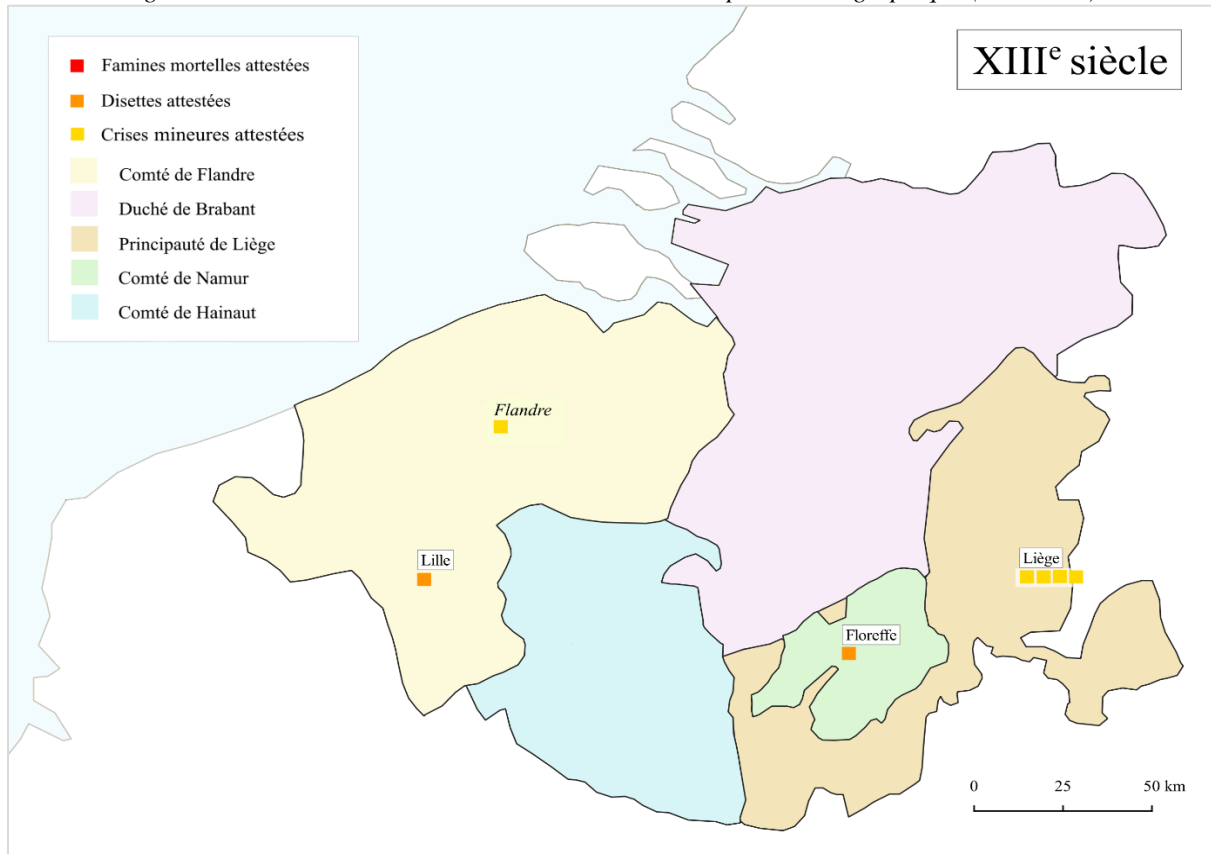 XIIIe siècle
Famines mortelles attestées
Disettes attestées
Crises mineures attestées
Comté de Flandre
Duché de Brabant
Principauté de Liège
Comté de Namur
Comté de Hainaut
Flandre
Lille
Liège
Floreffe
0 25 50 km